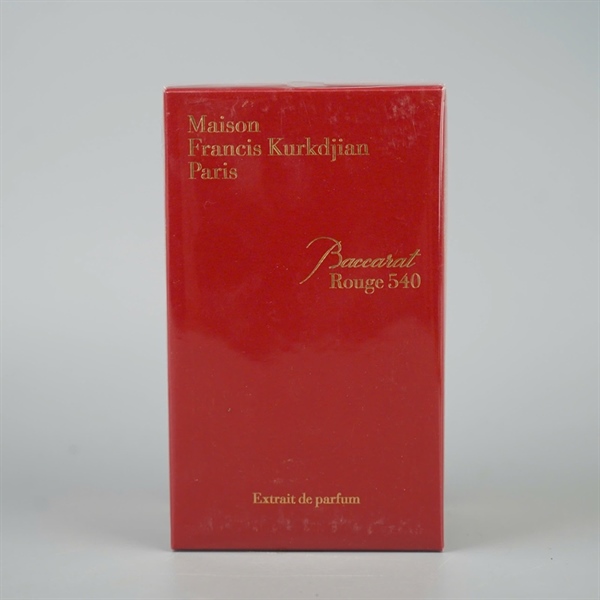 Maison
Francis Kurkdjian
Paris
Baccarat
Rouge 540
Extrait de parfum